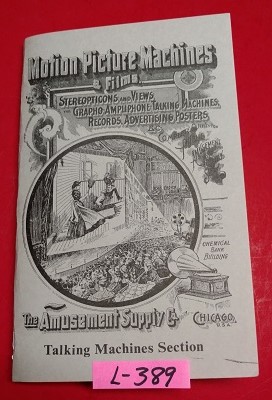 Motion Picture Machines
& Films.
STEREOPTICONS AND VIEWS,
GRAPHO-AMPLIPHONE TALKING MACHINES,
RECORDS, ADVERTISING POSTERS,
CHEMICAL
BANK
BUILDING
The Amusement Supply Co
CHICAGO,
U.S.A.
Talking Machines Section
L-389